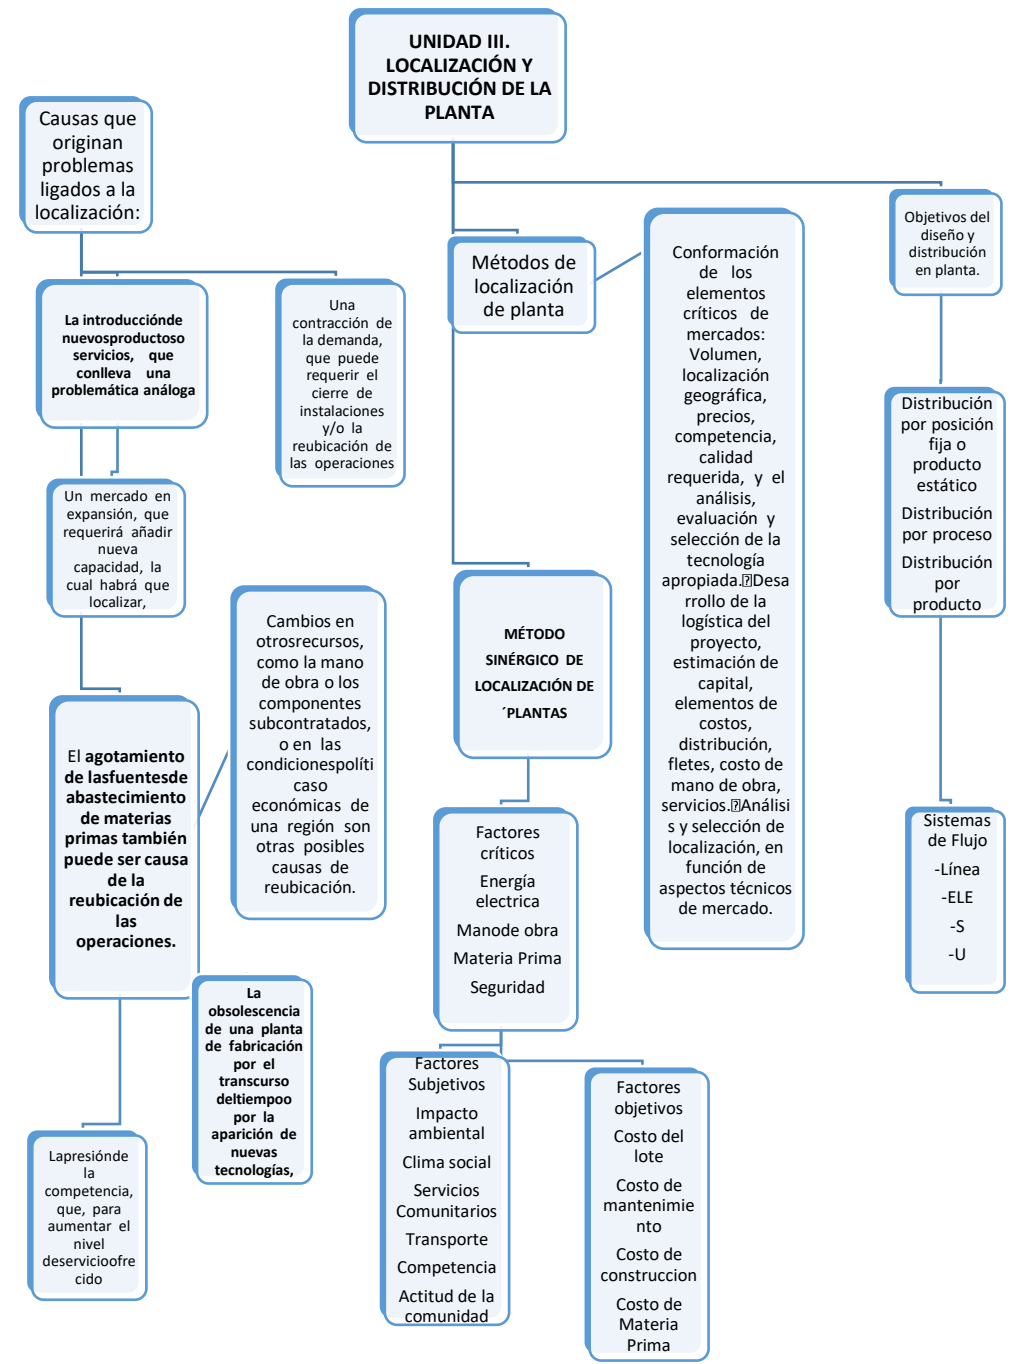 UNIDAD III.
LOCALIZACIÓN Y
DISTRIBUCIÓN DE LA
PLANTA
Causas que
originan
problemas
ligados a la
localización:
La introducciónde
nuevosproductoso
servicios, que
conlleva una
problemática análoga
Una
contracción de
la demanda,
que puede
requerir el
cierre de
instalaciones
y/o la
reubicación de
las operaciones
Un mercado en
expansión, que
requerirá añadir
nueva
capacidad, la
cual habrá que
localizar,
El agotamiento
de lasfuentesde
abastecimiento
de materias
primas también
puede ser causa
de la
reubicación de
las
operaciones.
Cambios en
otrosrecursos,
como la mano
de obra o los
componentes
subcontratados,
o en las
condicionespolíti
caso
económicas de
una región son
otras posibles
causas de
reubicación.
La
obsolescencia
de una planta
de fabricación
por el
transcurso
deltiempoo
por la
aparición de
nuevas
tecnologías,
Lapresiónde
la
competencia,
que, para
aumentar el
nivel
deservicioofre
cido
Métodos de
localización
de planta
Conformación
de los
elementos
críticos de
mercados:
Volumen,
localización
geográfica,
precios,
competencia,
calidad
requerida, y el
análisis,
evaluación y
selección de la
tecnología
apropiada.Desa
rrollo de la
logística del
proyecto,
estimación de
capital,
elementos de
costos,
distribución,
fletes, costo de
mano de obra,
servicios.Análisi
s y selección de
localización, en
función de
aspectos técnicos
de mercado.
MÉTODO
SINÉRGICO DE
LOCALIZACIÓN DE
´PLANTAS
Factores
críticos
Energía
electrica
Manode obra
Materia Prima
Seguridad
Factores
Subjetivos
Impacto
ambiental
Clima social
Servicios
Comunitarios
Transporte
Competencia
Actitud de la
comunidad
Factores
objetivos
Costo del
lote
Costo de
mantenimie
nto
Costo de
construccion
Costo de
Materia
Prima
Objetivos del
diseño y
distribución
en planta.
Distribución
por posición
fija o
producto
estático
Distribución
por proceso
Distribución
por
producto
Sistemas
de Flujo
-Línea
-ELE
-S
-U